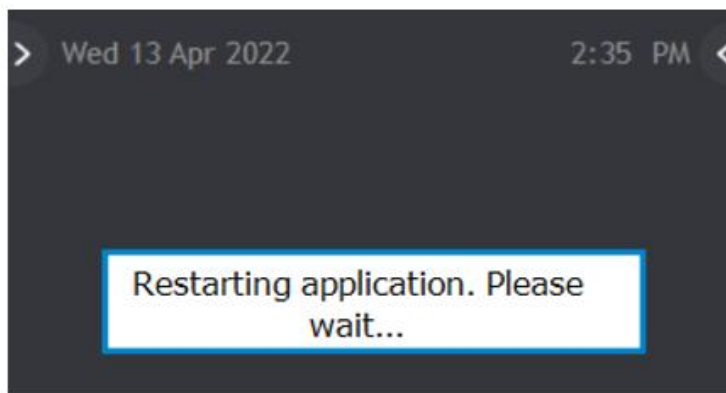 Wed 13 Apr 2022 2:35 PM
Restarting application. Please
wait...